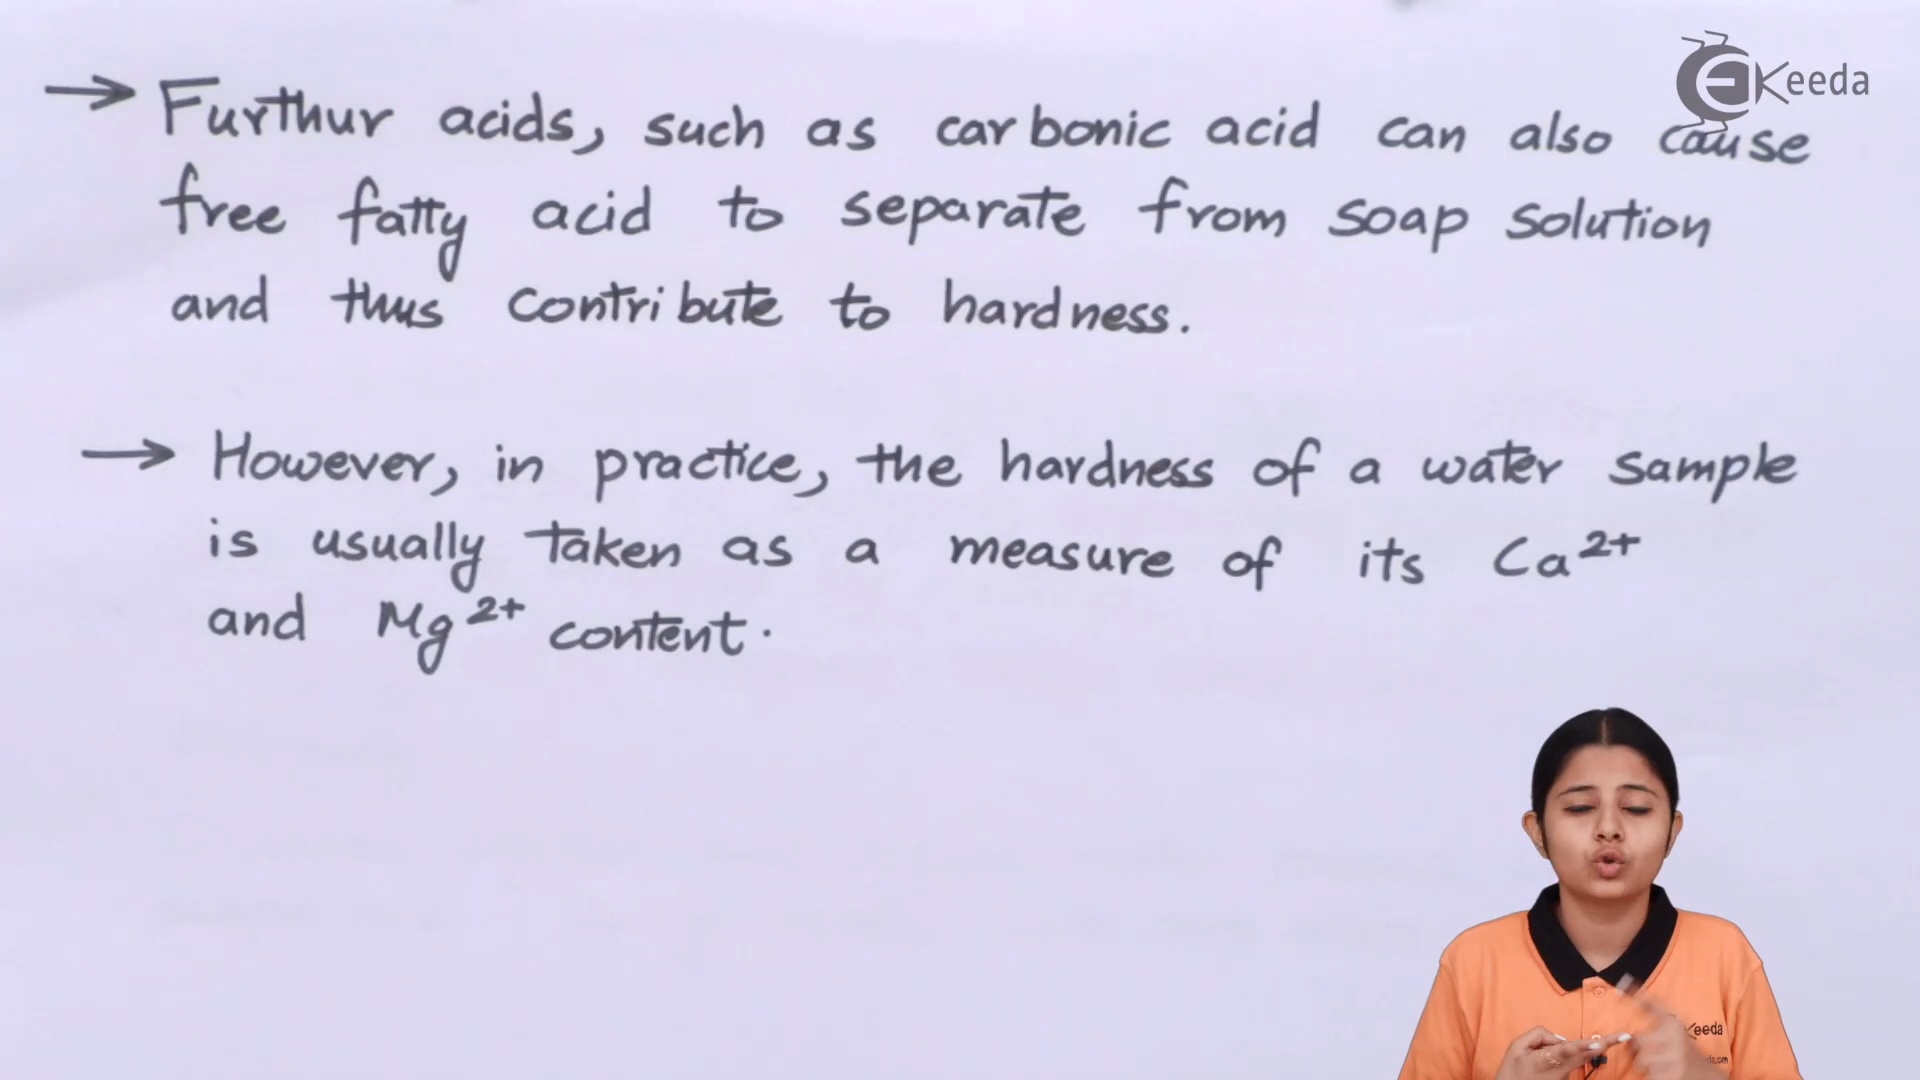 → Furthur acids, such as carbonic acid can also cause
free fatty acid to separate from soap solution
and thus contribute to hardness.
→ However, in practice, the hardness of a water sample
is usually taken as a measure of its Ca²⁺
and Mg²⁺ content.
EKeeda
Keeda